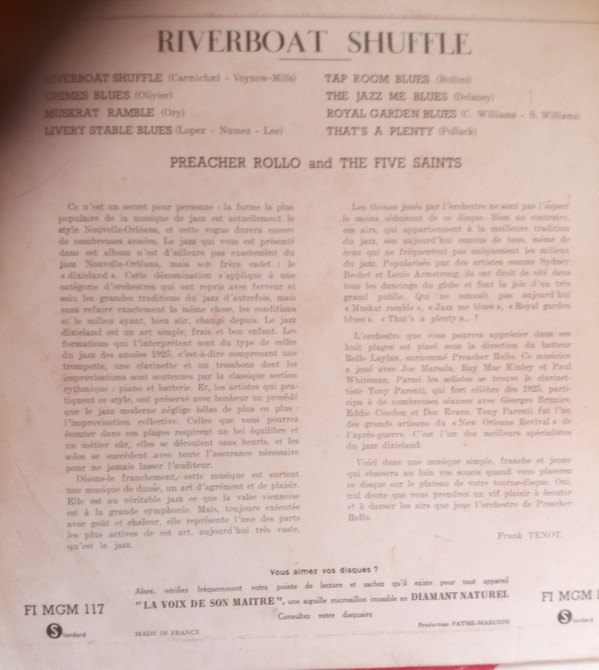 RIVERBOAT SHUFFLE
RIVERBOAT SHUFFLE (Carmichael - Voynow-Mills)
CHIMES BLUES (Olivier)
MUSKRAT RAMBLE (Ory)
LIVERY STABLE BLUES (Lopez - Nunez - Lee)
TAP ROOM BLUES (Rollini)
THE JAZZ ME BLUES (Delaney)
ROYAL GARDEN BLUES (C. Williams - S. Williams)
THAT'S A PLENTY (Pollack)
PREACHER ROLLO and THE FIVE SAINTS
Ce n'est un secret pour personne : la forme la plus
populaire de la musique de jazz est actuellement le
style Nouvelle-Orléans, et cette vogue durera encore
de nombreuses années. Le jazz qui vous est présenté
dans cet album n'est d'ailleurs pas exactement du
jazz Nouvelle-Orléans, mais son frère cadet : le
« dixieland ». Cette dénomination s'applique à une
catégorie d'orchestres qui ont repris avec ferveur et
soin les grandes traditions du jazz d'autrefois, mais
sans refaire exactement la même chose, les conditions
et le milieu ayant, bien sûr, changé depuis. Le jazz
dixieland est un art simple, frais et bon enfant. Les
formations qui l'interprètent sont du type de celles
du jazz des années 1925, c'est-à-dire comprenant une
trompette, une clarinette et un trombone dont les
improvisations sont soutenues par la classique section
rythmique : piano et batterie. Et, les artistes qui pra-
tiquent ce style, ont préservé avec bonheur un procédé
que le jazz moderne néglige hélas de plus en plus :
l'improvisation collective. Celles que vous pourrez
écouter dans ces plages respirent un bel équilibre et
un métier sûr, elles se déroulent sans heurts, et les
solos se succèdent avec toute l'assurance nécessaire
pour ne jamais lasser l'auditeur.
Disons-le franchement, cette musique est surtout
une musique de danse, un art d'agrément et de plaisir.
Elle est au véritable jazz ce que la valse viennoise
est à la grande symphonie. Mais, toujours exécutée
avec goût et chaleur, elle représente l'une des parts
les plus actives de cet art, aujourd'hui très vaste,
qu'est le jazz.
Les thèmes joués par l'orchestre ne sont pas l'aspect
le moins séduisant de ce disque. Bien au contraire,
ces airs, qui appartiennent à la meilleure tradition
du jazz, son aujourd'hui connus de tous, même de
ceux qui ne fréquentent pas uniquement les milieux
du jazz. Popularisés par des artistes comme Sydney
Bechet et Louis Armstrong, ils ont droit de cité dans
tous les dancings du globe et font la joie d'un très
grand public. Qui ne connaît pas aujourd'hui
« Muskat ramble », « Jazz me blues », « Royal garden
blues », « That's a plenty »... ?
L'orchestre que vous pourrez apprécier dans ces
huit plages est placé sous la direction du batteur
Rollo Laylan, surnommé Preacher Rollo. Ce musicien
a joué avec Joe Marsala, Ray Mac Kinley et Paul
Whiteman. Parmi les solistes se trouve le clarinet-
tiste Tony Parenti, qui fort célèbre dès 1925, parti-
cipa à de nombreuses séances avec Georges Brunies,
Eddie Condon et Doc Evans. Tony Parenti fut l'un
des grands artisans du « New Orleans Revival » de
l'après-guerre. C'est l'un des meilleurs spécialistes
du jazz dixieland.
Voici donc une musique simple, franche et jeune
qui chassera au loin vos soucis quand vous placerez
ce disque sur le plateau de votre tourne-disque. Oui,
nul doute que vous prendrez un vif plaisir à écouter
et à danser les airs que joue l'orchestre de Preacher
Rollo.
Frank TENOT.
Vous aimez vos disques ?
Alors, vérifiez fréquemment votre pointe de lecture et sachez qu'il existe pour tout appareil
"LA VOIX DE SON MAITRE", une aiguille microsillon inusable en DIAMANT NATUREL
Consultez votre disquaire
FI MGM 117
FI MGM
Standard
MADE IN FRANCE
Production PATHE-MARCONI
S